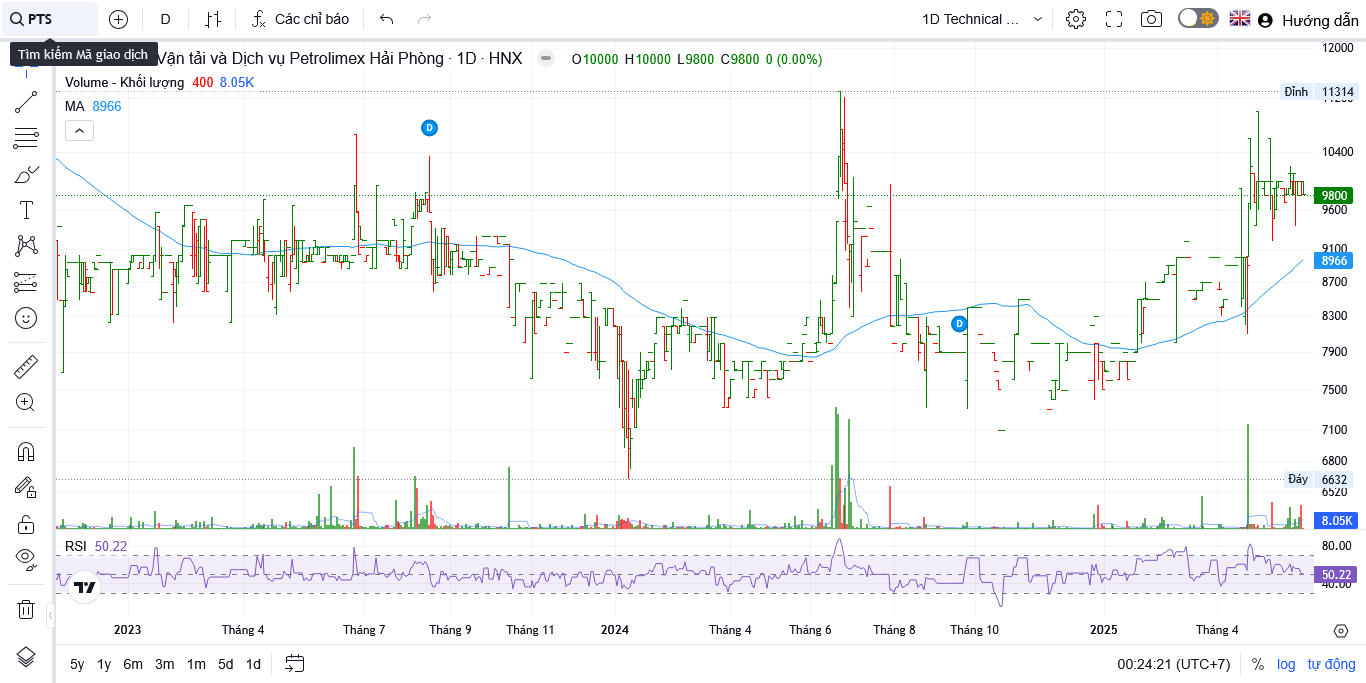 PTS D Các chỉ báo 1D Technical ... Hướng dẫn
Tìm kiếm Mã giao dịch
Vận tải và Dịch vụ Petrolimex Hải Phòng · 1D · HNX O10000 H10000 L9800 C9800 0 (0.00%)
Volume - Khối lượng 400 8.05K
MA 8966
12000
Đỉnh 11314
D
10400
9800
9600
9100
8966
8700
8300
D
7900
7500
7100
6800
Đáy 6632
6520
8.05K
RSI 50.22
80.00
50.22
40.00
2023 Tháng 4 Tháng 7 Tháng 9 Tháng 11 2024 Tháng 4 Tháng 6 Tháng 8 Tháng 10 2025 Tháng 4
5y 1y 6m 3m 1m 5d 1d 00:24:21 (UTC+7) % log tự động